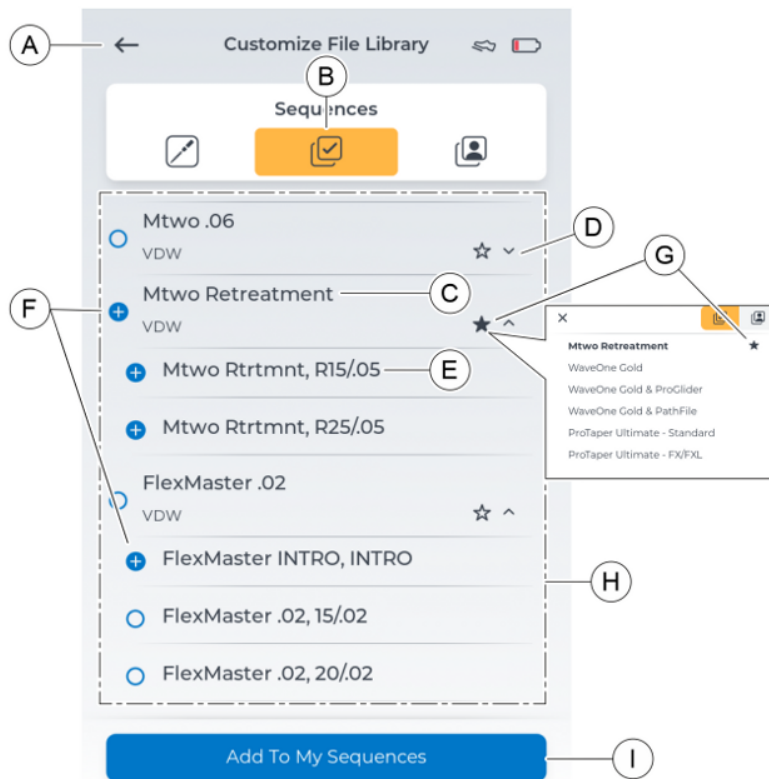 A
Customize File Library
B
Sequences
Mtwo .06
VDW
D
G
F
Mtwo Retreatment
C
VDW
Mtwo Retreatment
WaveOne Gold
WaveOne Gold & ProGlider
WaveOne Gold & PathFile
ProTaper Ultimate - Standard
ProTaper Ultimate - FX/FXL
Mtwo Rtrtmnt, R15/.05
E
Mtwo Rtrtmnt, R25/.05
FlexMaster .02
VDW
FlexMaster INTRO, INTRO
H
FlexMaster .02, 15/.02
FlexMaster .02, 20/.02
Add To My Sequences
I